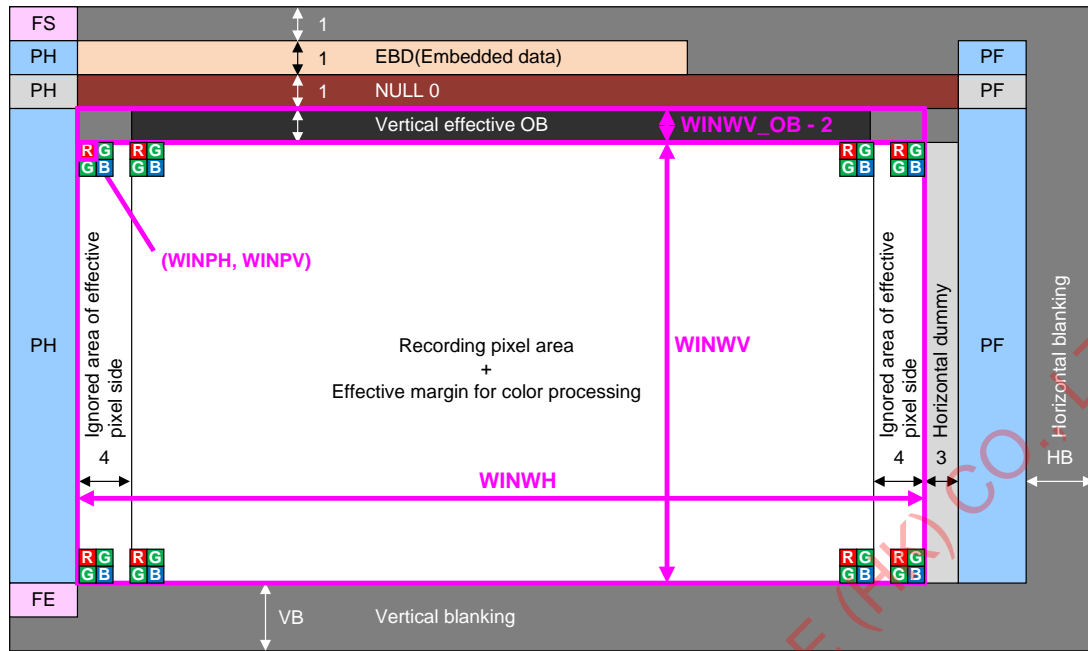 FS
1
PH
1
EBD(Embedded data)
PF
PH
1
NULL 0
PF
Vertical effective OB
WINWV_OB - 2
R G
G B
R G
G B
R G
G B
R G
G B
(WINPH, WINPV)
PH
Ignored area of effective
pixel side
4
Recording pixel area
+
Effective margin for color processing
WINWV
WINWH
Ignored area of effective
pixel side
4
Horizontal dummy
3
PF
Horizontal blanking
HB
R G
G B
R G
G B
R G
G B
R G
G B
FE
VB
Vertical blanking
E (HK) CO., L